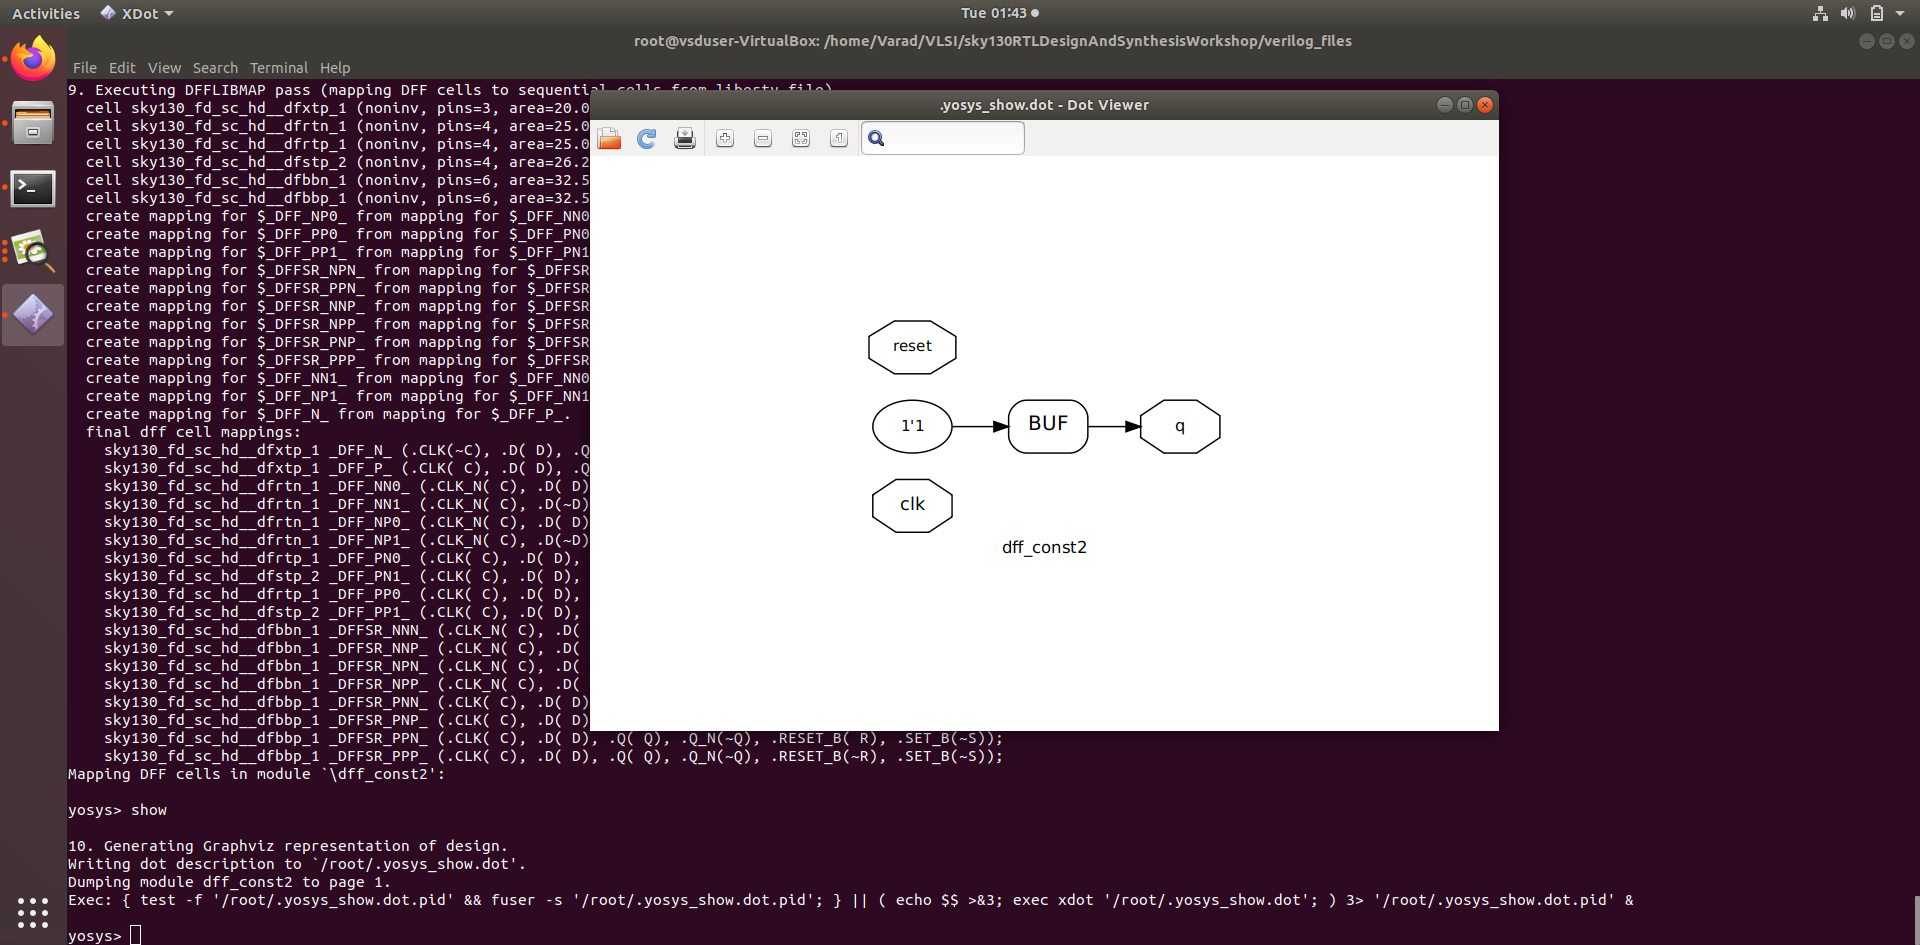 Activities
XDot
Tue 01:43
root@vsduser-VirtualBox: /home/Varad/VLSI/sky130RTLDesignAndSynthesisWorkshop/verilog_files
File Edit View Search Terminal Help
9. Executing DFFLIBMAP pass (mapping DFF cells to sequential cells from liberty file)
cell sky130_fd_sc_hd__dfxtp_1 (noninv, pins=3, area=20.0
cell sky130_fd_sc_hd__dfrtn_1 (noninv, pins=4, area=25.0
cell sky130_fd_sc_hd__dfrtp_1 (noninv, pins=4, area=25.0
cell sky130_fd_sc_hd__dfstp_2 (noninv, pins=4, area=26.2
cell sky130_fd_sc_hd__dfbbn_1 (noninv, pins=6, area=32.5
cell sky130_fd_sc_hd__dfbbp_1 (noninv, pins=6, area=32.5
create mapping for $_DFF_NP0_ from mapping for $_DFF_NN0
create mapping for $_DFF_PP0_ from mapping for $_DFF_PN0
create mapping for $_DFF_PP1_ from mapping for $_DFF_PN1
create mapping for $_DFFSR_NPN_ from mapping for $_DFFSR
create mapping for $_DFFSR_PPN_ from mapping for $_DFFSR
create mapping for $_DFFSR_NNP_ from mapping for $_DFFSR
create mapping for $_DFFSR_NPP_ from mapping for $_DFFSR
create mapping for $_DFFSR_PNP_ from mapping for $_DFFSR
create mapping for $_DFFSR_PPP_ from mapping for $_DFFSR
create mapping for $_DFF_NN1_ from mapping for $_DFF_NN0
create mapping for $_DFF_NP1_ from mapping for $_DFF_NN1
create mapping for $_DFF_N_ from mapping for $_DFF_P_.
final dff cell mappings:
sky130_fd_sc_hd__dfxtp_1 _DFF_N_ (.CLK(~C), .D( D), .Q
sky130_fd_sc_hd__dfxtp_1 _DFF_P_ (.CLK( C), .D( D), .Q
sky130_fd_sc_hd__dfrtn_1 _DFF_NN0_ (.CLK_N( C), .D( D)
sky130_fd_sc_hd__dfrtn_1 _DFF_NN1_ (.CLK_N( C), .D(~D)
sky130_fd_sc_hd__dfrtn_1 _DFF_NP0_ (.CLK_N( C), .D( D)
sky130_fd_sc_hd__dfrtn_1 _DFF_NP1_ (.CLK_N( C), .D(~D)
sky130_fd_sc_hd__dfrtp_1 _DFF_PN0_ (.CLK( C), .D( D),
sky130_fd_sc_hd__dfstp_2 _DFF_PN1_ (.CLK( C), .D( D),
sky130_fd_sc_hd__dfrtp_1 _DFF_PP0_ (.CLK( C), .D( D),
sky130_fd_sc_hd__dfstp_2 _DFF_PP1_ (.CLK( C), .D( D),
sky130_fd_sc_hd__dfbbn_1 _DFFSR_NNN_ (.CLK_N( C), .D(
sky130_fd_sc_hd__dfbbn_1 _DFFSR_NNP_ (.CLK_N( C), .D(
sky130_fd_sc_hd__dfbbn_1 _DFFSR_NPN_ (.CLK_N( C), .D(
sky130_fd_sc_hd__dfbbn_1 _DFFSR_NPP_ (.CLK_N( C), .D(
sky130_fd_sc_hd__dfbbp_1 _DFFSR_PNN_ (.CLK( C), .D( D)
sky130_fd_sc_hd__dfbbp_1 _DFFSR_PNP_ (.CLK( C), .D( D)
sky130_fd_sc_hd__dfbbp_1 _DFFSR_PPN_ (.CLK( C), .D( D), .Q( Q), .Q_N(~Q), .RESET_B( R), .SET_B(~S));
sky130_fd_sc_hd__dfbbp_1 _DFFSR_PPP_ (.CLK( C), .D( D), .Q( Q), .Q_N(~Q), .RESET_B(~R), .SET_B(~S));
Mapping DFF cells in module `\dff_const2':
yosys> show
10. Generating Graphviz representation of design.
Writing dot description to `/root/.yosys_show.dot'.
Dumping module dff_const2 to page 1.
Exec: { test -f '/root/.yosys_show.dot.pid' && fuser -s '/root/.yosys_show.dot.pid'; } || ( echo $$ >&3; exec xdot '/root/.yosys_show.dot'; ) 3> '/root/.yosys_show.dot.pid' &
yosys>
.yosys_show.dot - Dot Viewer
reset
1'1
BUF
q
clk
dff_const2